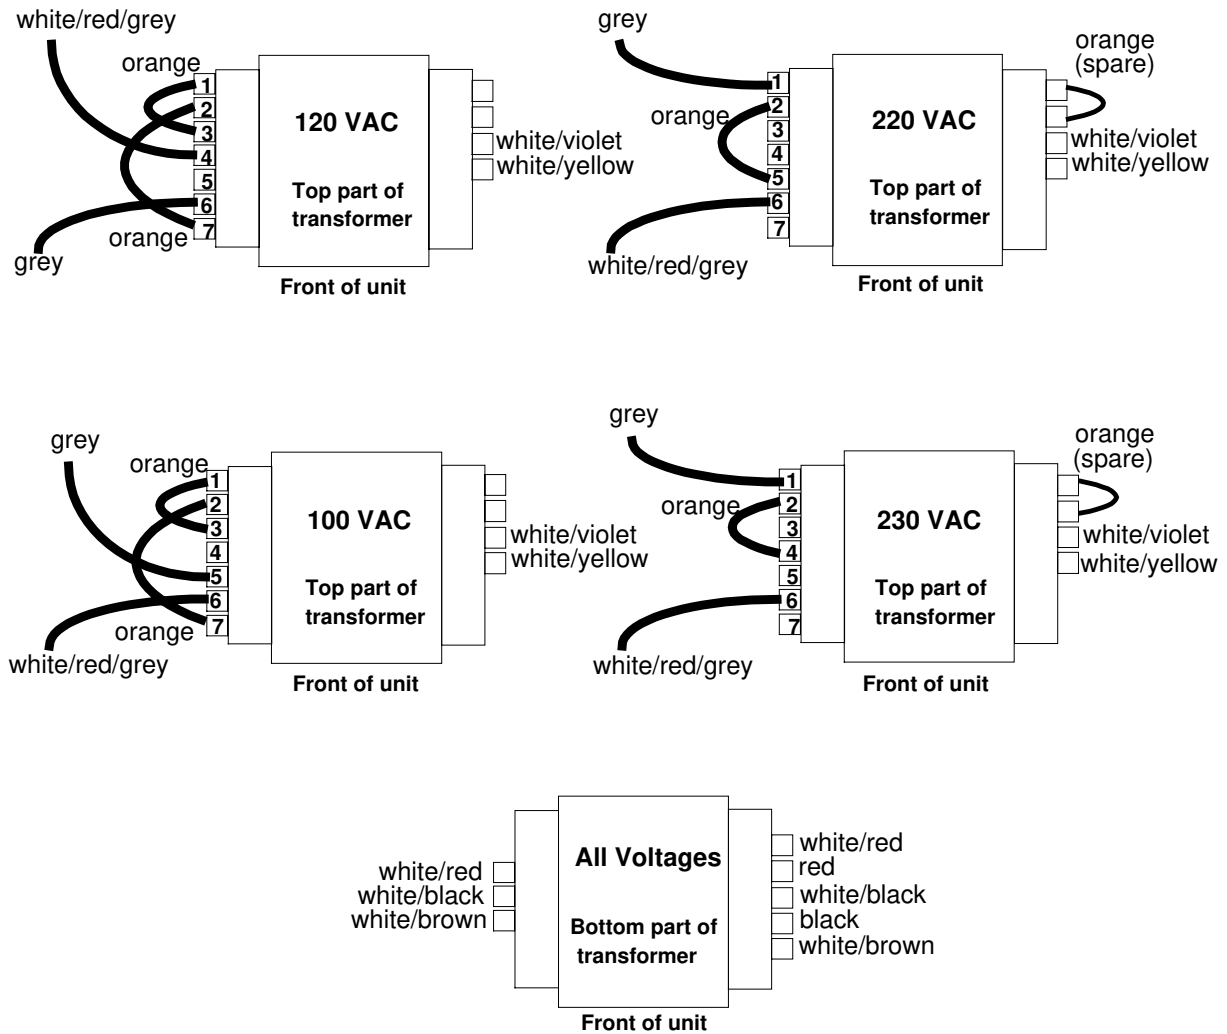 white/red/grey
orange
1
2
3
4
5
6
7
orange
grey
120 VAC
Top part of
transformer
white/violet
white/yellow
Front of unit
grey
orange
1
2
3
4
5
6
7
white/red/grey
220 VAC
Top part of
transformer
orange
(spare)
white/violet
white/yellow
Front of unit
grey
orange
1
2
3
4
5
6
7
orange
white/red/grey
100 VAC
Top part of
transformer
white/violet
white/yellow
Front of unit
grey
orange
1
2
3
4
5
6
7
white/red/grey
230 VAC
Top part of
transformer
orange
(spare)
white/violet
white/yellow
Front of unit
white/red
white/black
white/brown
All Voltages
Bottom part of
transformer
white/red
red
white/black
black
white/brown
Front of unit